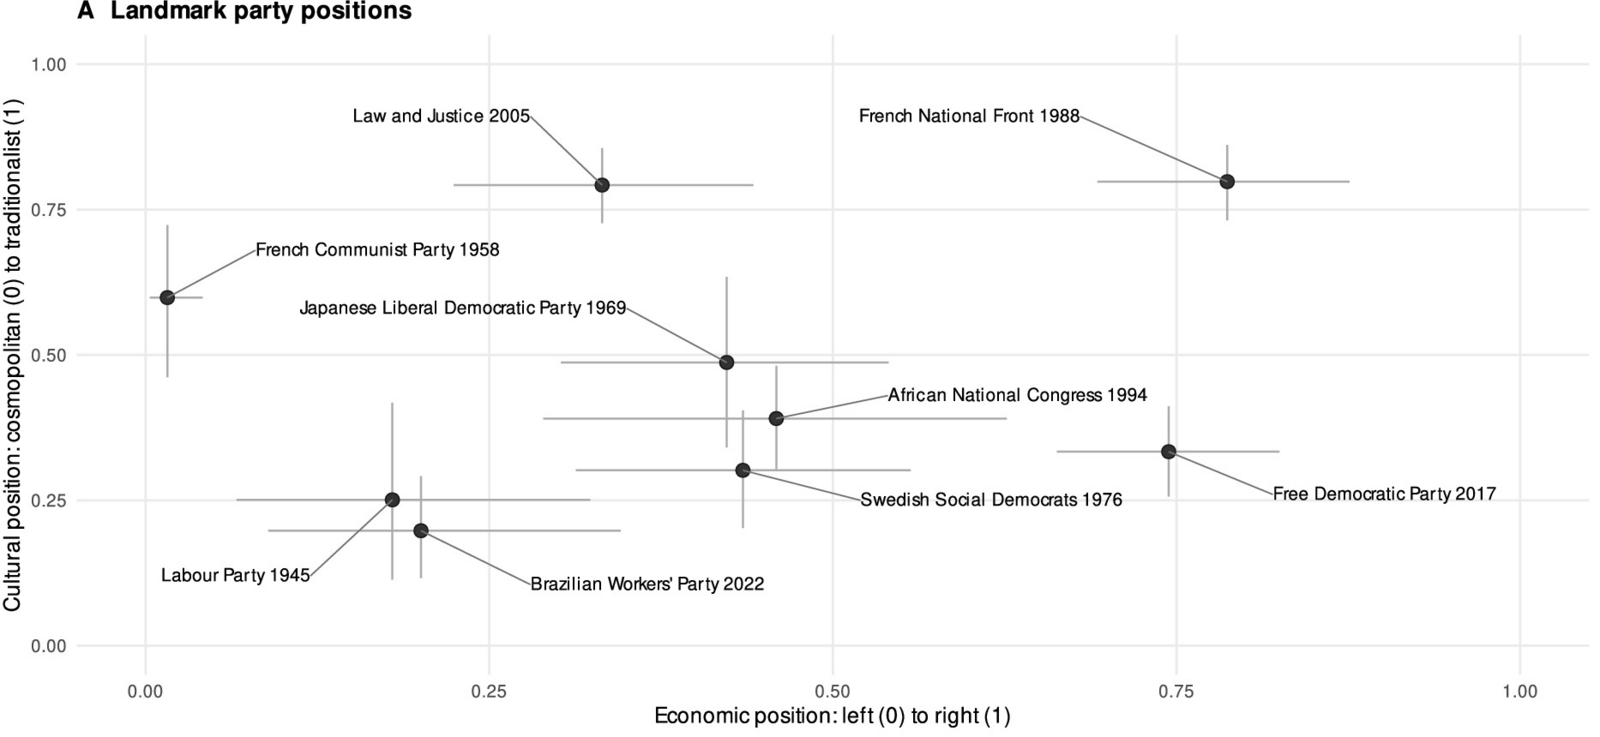 A Landmark party positions
1.00
Law and Justice 2005
French National Front 1988
0.75
French Communist Party 1958
Japanese Liberal Democratic Party 1969
0.50
African National Congress 1994
Free Democratic Party 2017
Swedish Social Democrats 1976
0.25
Labour Party 1945
Brazilian Workers' Party 2022
0.00
0.00 0.25 0.50 0.75 1.00
Economic position: left (0) to right (1)
Cultural position: cosmopolitan (0) to traditionalist (1)